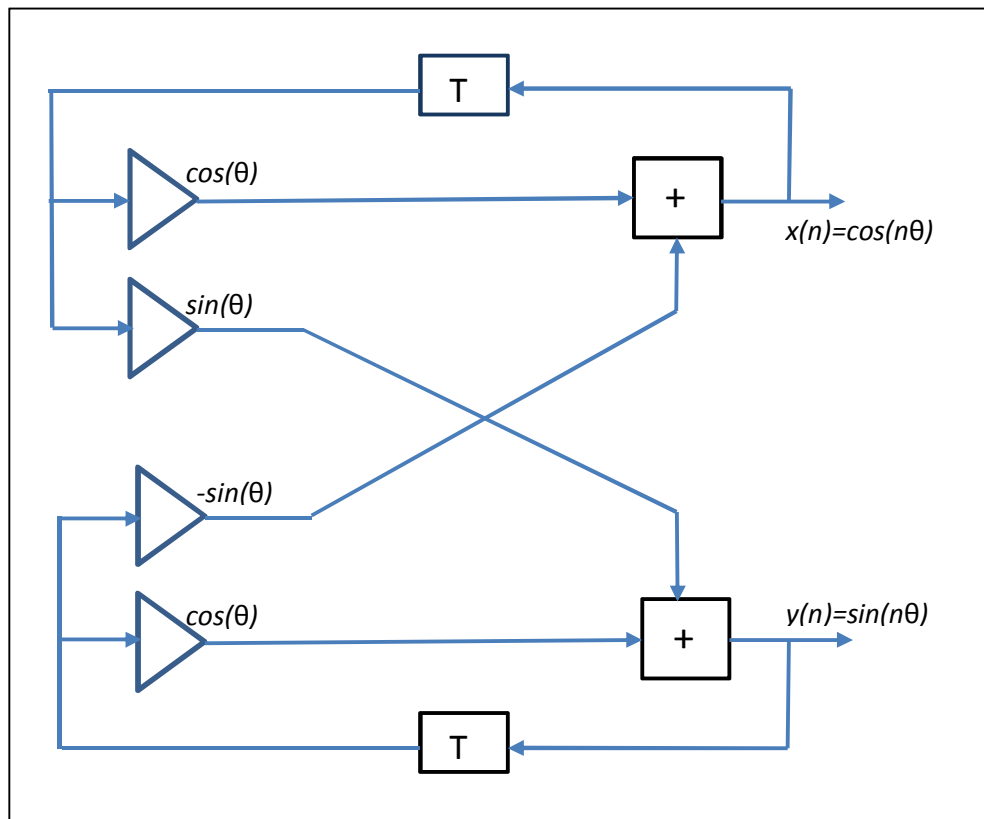 T
cos(θ)
+
x(n)=cos(nθ)
sin(θ)
-sin(θ)
cos(θ)
y(n)=sin(nθ)
+
T